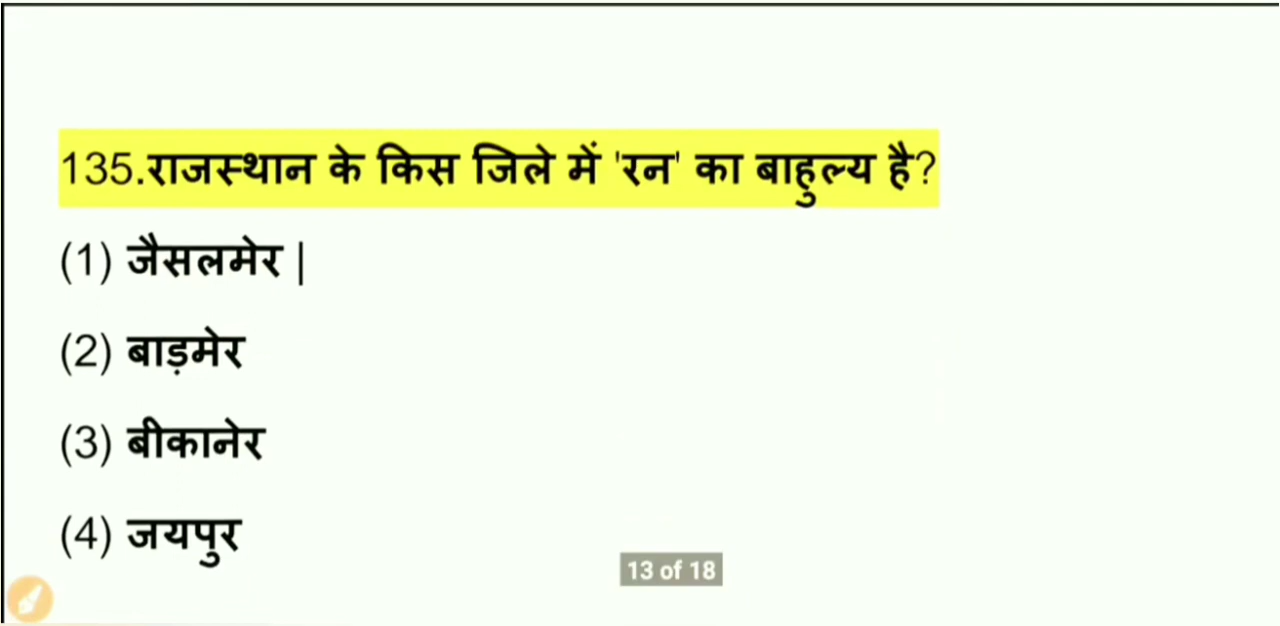 135.राजस्थान के किस जिले में 'रन' का बाहुल्य है?
(1) जैसलमेर |
(2) बाड़मेर
(3) बीकानेर
(4) जयपुर
13 of 18